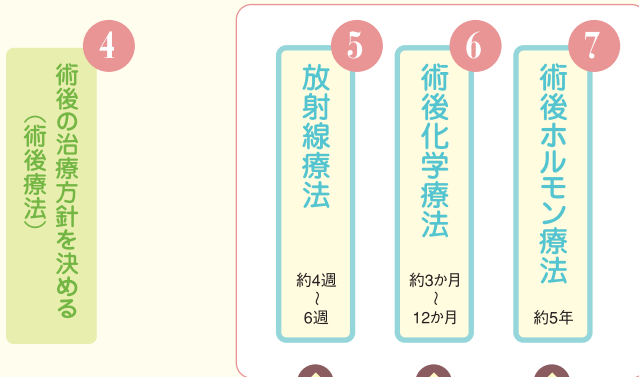 4
術後の治療方針を決める
（術後療法）
5
放射線療法
約4週
〜
6週
6
術後化学療法
約3か月
〜
12か月
7
術後ホルモン療法
約5年